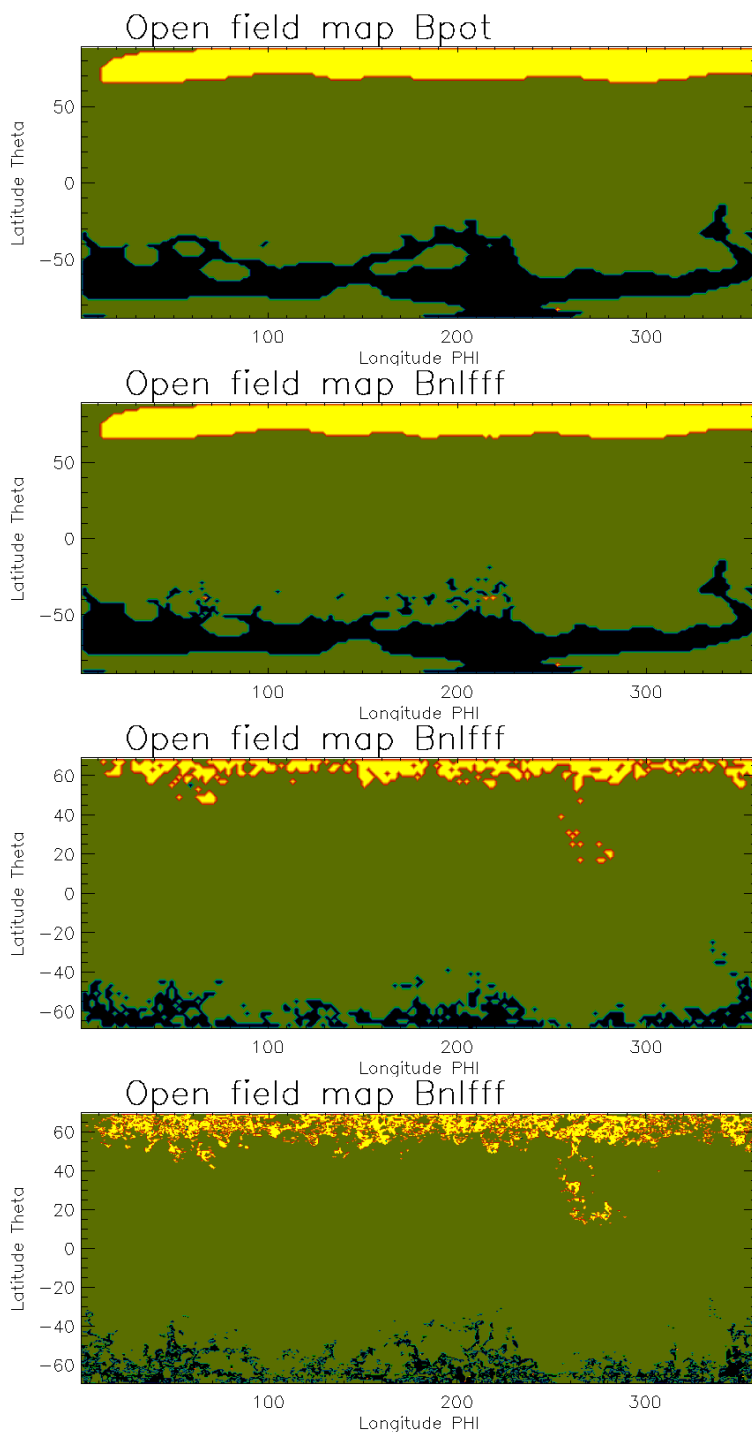 Open field map Bpot
Latitude Theta
50
0
−50
100
200
300
Longitude PHI
Open field map Bnlfff
Latitude Theta
50
0
−50
100
200
300
Longitude PHI
Open field map Bnlfff
Latitude Theta
60
40
20
0
−20
−40
−60
100
200
300
Longitude PHI
Open field map Bnlfff
Latitude Theta
60
40
20
0
−20
−40
−60
100
200
300
Longitude PHI